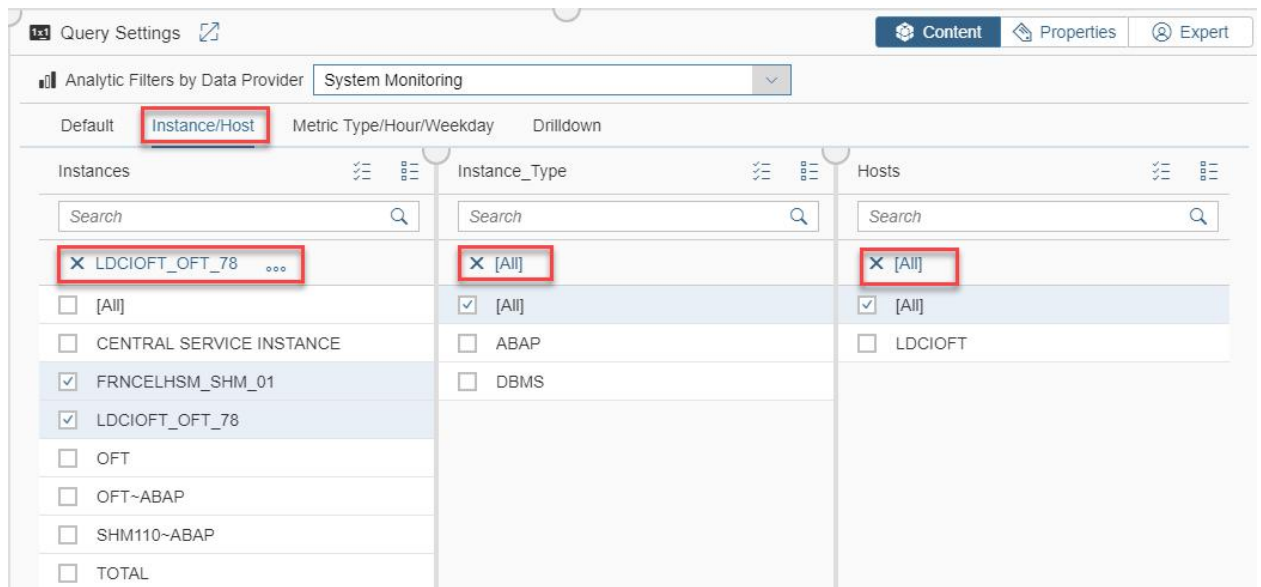 1x1 Query Settings Content Properties Expert
Analytic Filters by Data Provider System Monitoring
Default Instance/Host Metric Type/Hour/Weekday Drilldown
Instances Instance_Type Hosts
Search Search Search
LDCIOFT_OFT_78 ... [All] [All]
[All] [All] [All]
CENTRAL SERVICE INSTANCE ABAP LDCIOFT
FRNCELHSM_SHM_01 DBMS
LDCIOFT_OFT_78
OFT
OFT~ABAP
SHM110~ABAP
TOTAL